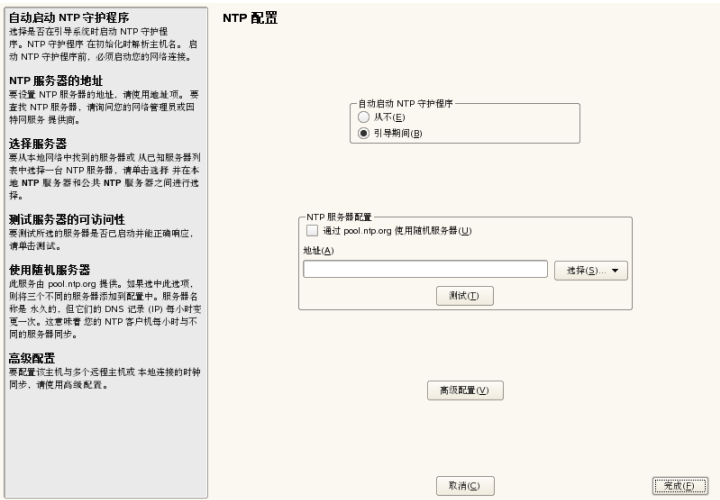 自动启动 NTP 守护程序
选择是否在引导系统时启动 NTP 守护程
序。NTP 守护程序 在初始化时解析主机名。 启
动 NTP 守护程序前，必须启动您的网络连接。
NTP 服务器的地址
要设置 NTP 服务器的地址，请使用地址项。 要
查找 NTP 服务器，请询问您的网络管理员或因
特网服务 提供商。
选择服务器
要从本地网络中找到的服务器或 从已知服务器列
表中选择一台 NTP 服务器，请单击选择 并在本
地 NTP 服务器和公共 NTP 服务器之间进行选
择。
测试服务器的可访问性
要测试所选的服务器是否已启动并能正确响应，
请单击测试。
使用随机服务器
此服务由 pool.ntp.org 提供。如果选中此选项，
则将三个不同的服务器添加到配置中。服务器名
称是 永久的，但它们的 DNS 记录 (IP) 每小时变
更一次。这意味着 您的 NTP 客户机每小时与不
同的服务器同步。
高级配置
要配置该主机与多个远程主机或 本地连接的时钟
同步，请使用高级配置。
NTP 配置
自动启动 NTP 守护程序
从不(E)
引导期间(B)
NTP 服务器配置
通过 pool.ntp.org 使用随机服务器(U)
地址(A)
选择(S)...
测试(T)
高级配置(V)
取消(C)
完成(F)